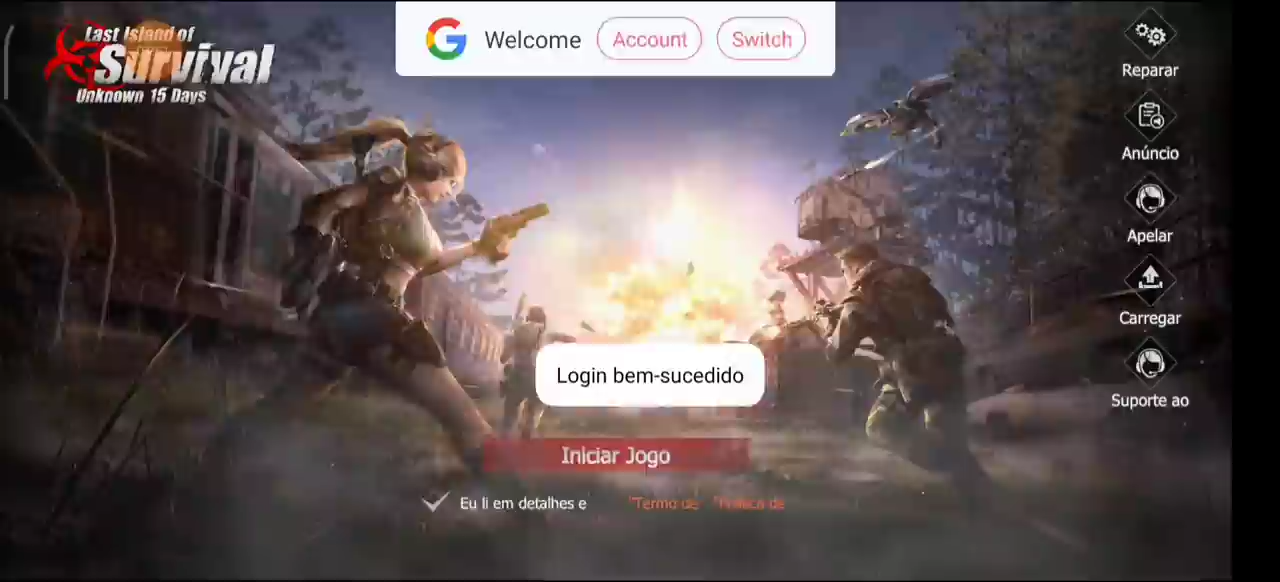 Last Island of
Survival
Unknown 15 Days
Welcome
Account
Switch
Reparar
Anúncio
Apelar
Carregar
Suporte ao
Login bem-sucedido
Iniciar Jogo
Eu li em detalhes e "Termo de "Política de